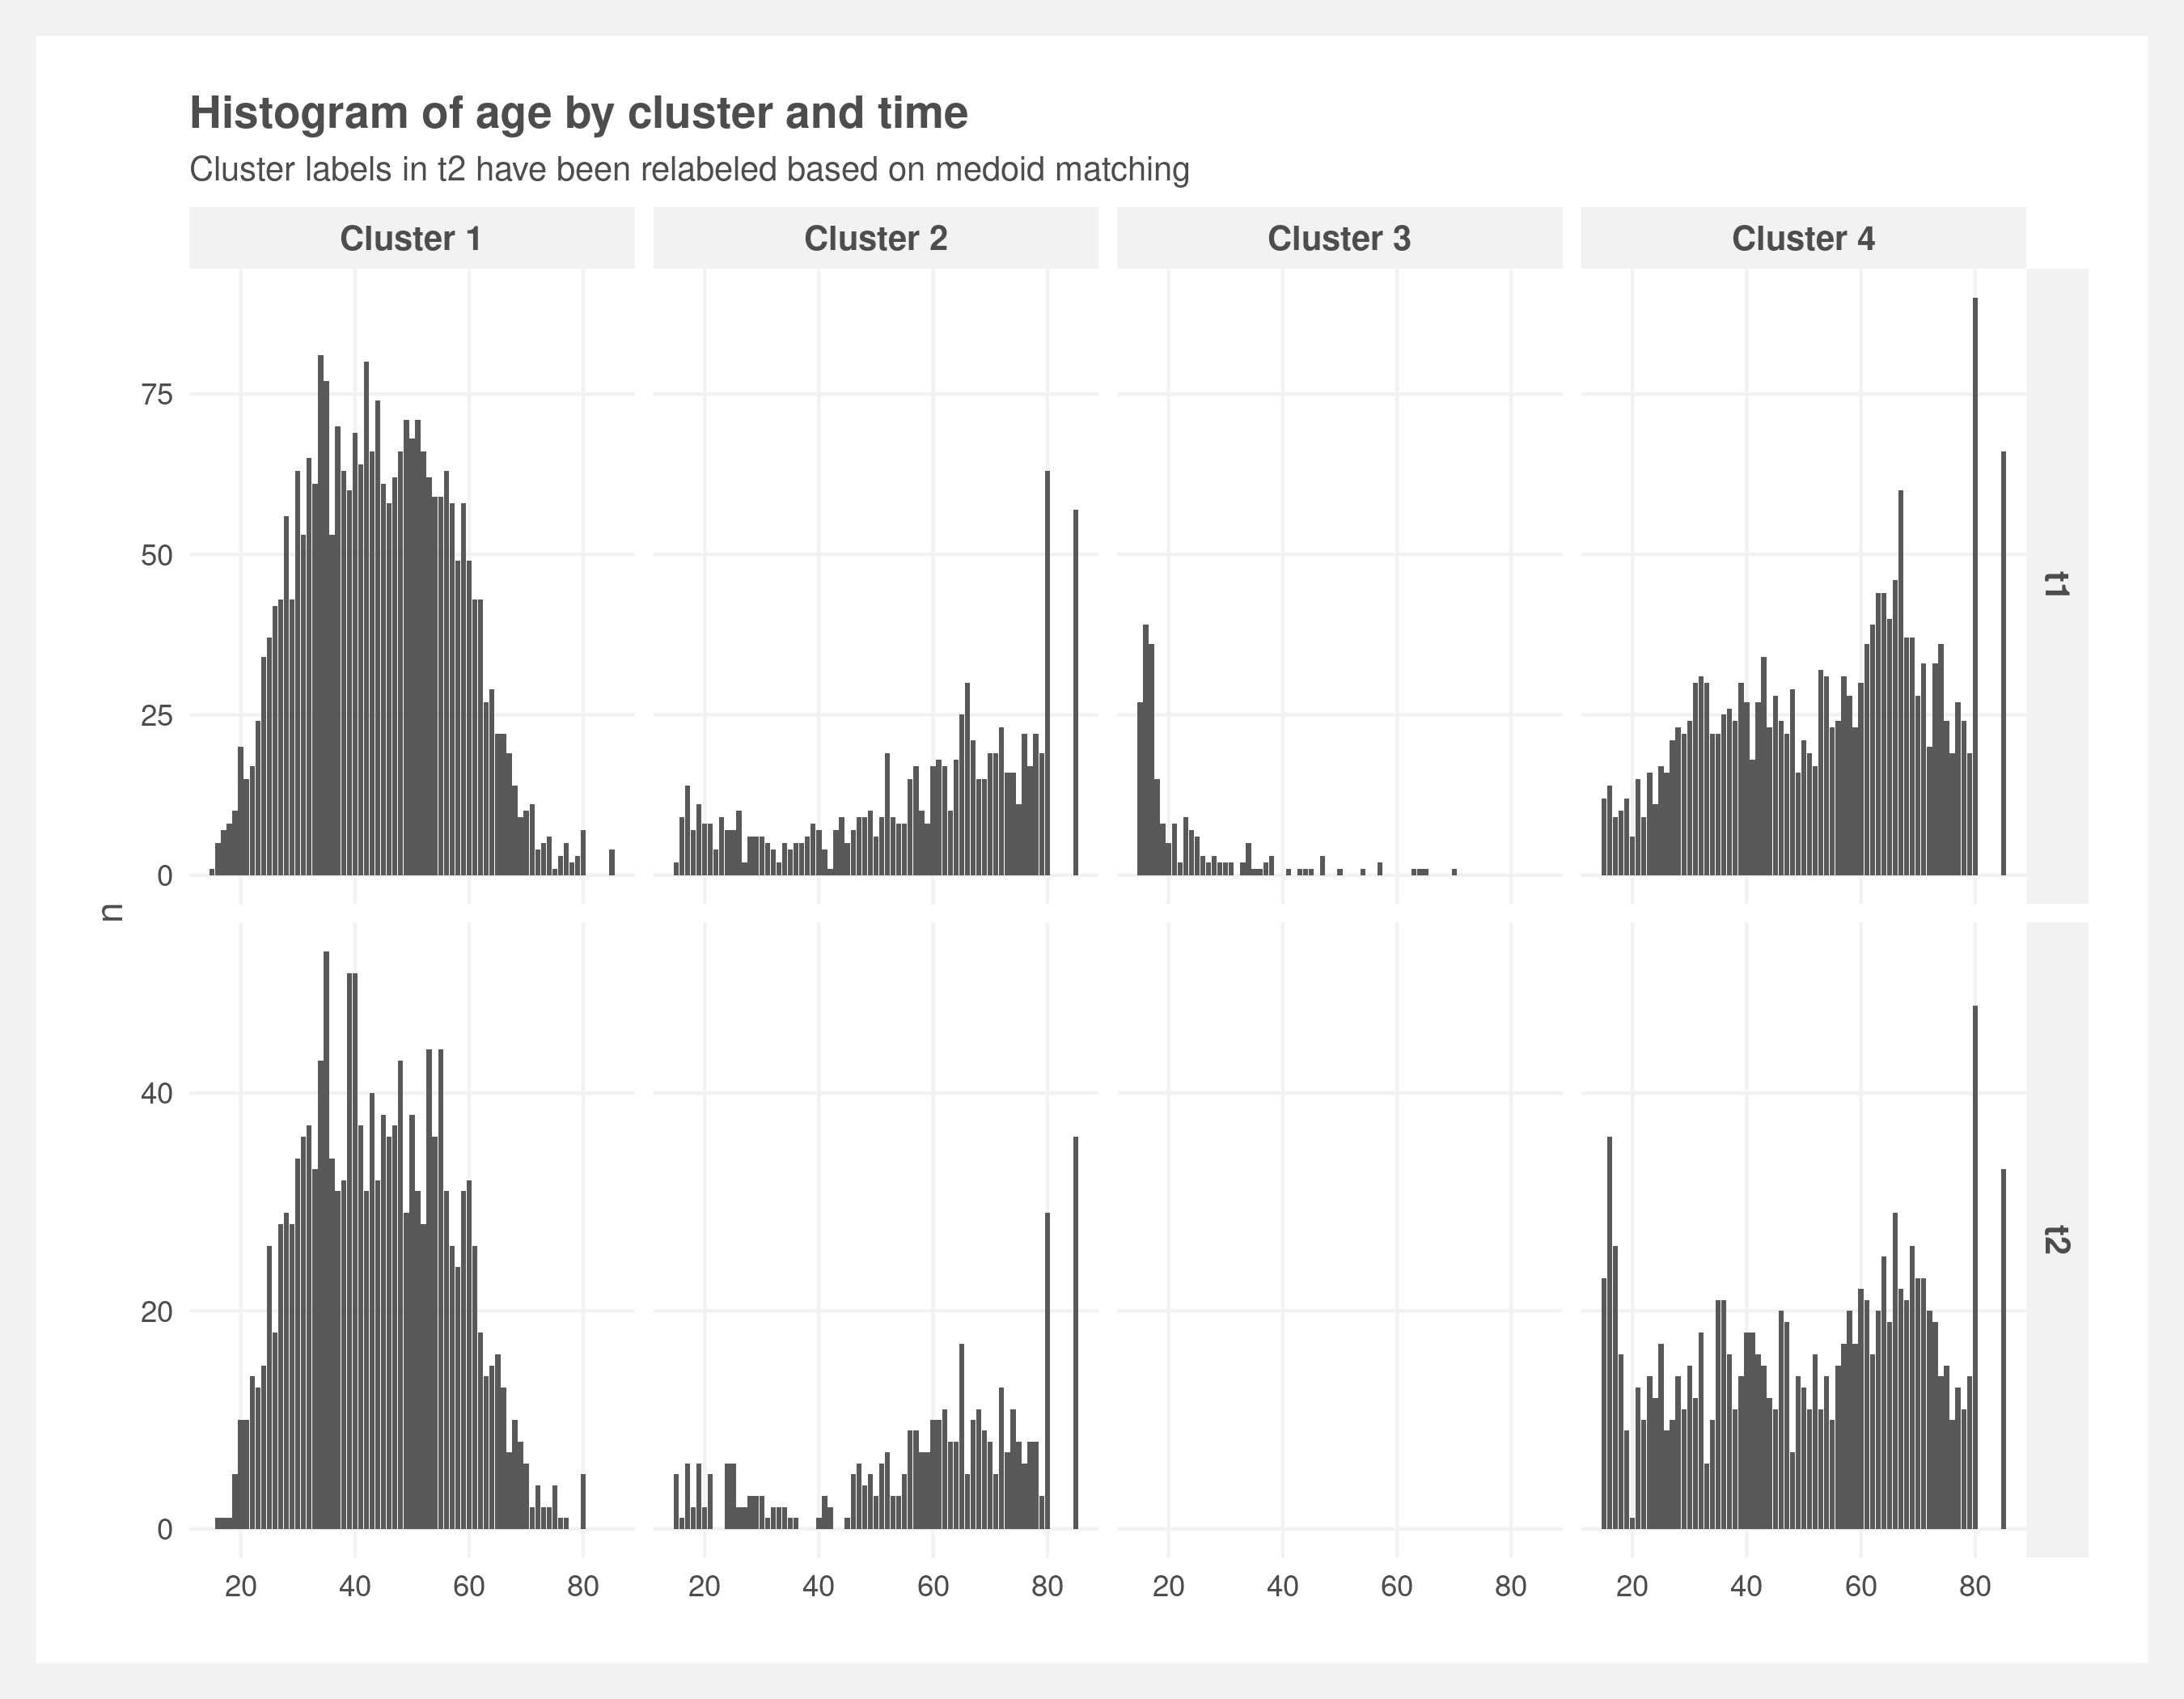 Histogram of age by cluster and time
Cluster labels in t2 have been relabeled based on medoid matching
Cluster 1
Cluster 2
Cluster 3
Cluster 4
75
50
25
0
t1
n
40
20
0
t2
20 40 60 80
20 40 60 80
20 40 60 80
20 40 60 80